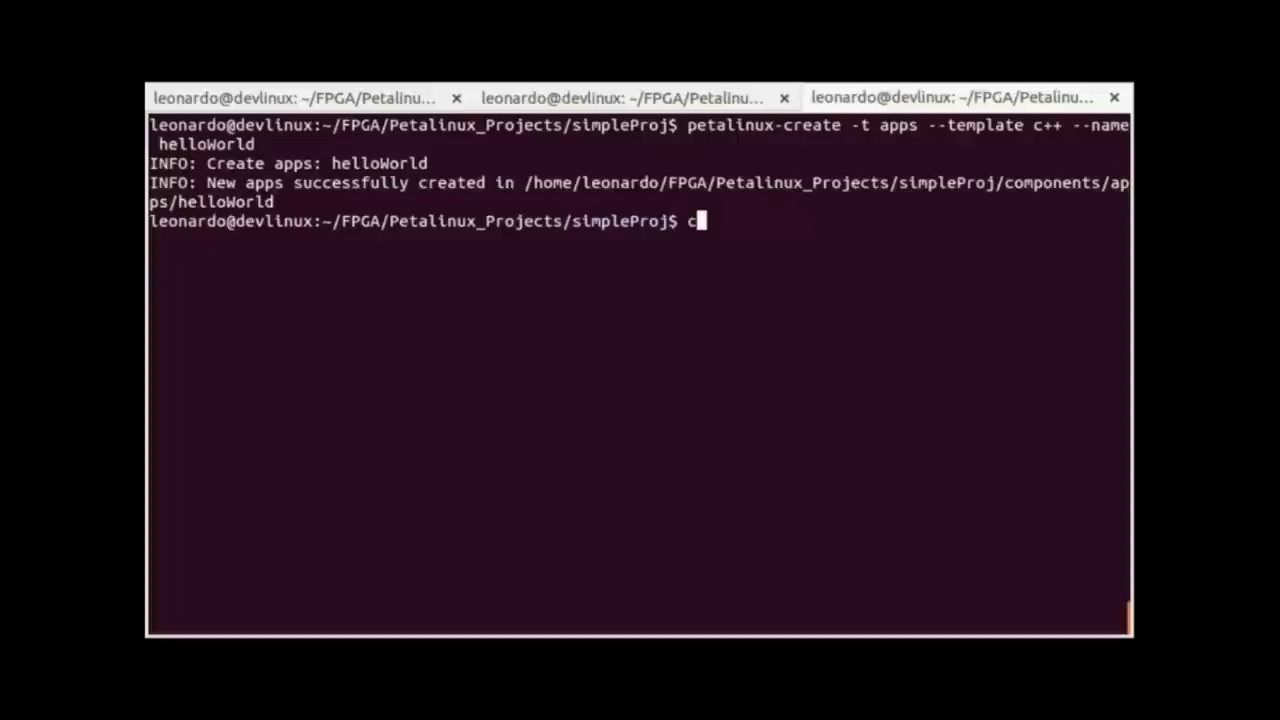 leonardo@devlinux: ~/FPGA/Petalinu... × leonardo@devlinux: ~/FPGA/Petalinu... × leonardo@devlinux: ~/FPGA/Petalinu... ×
leonardo@devlinux:~/FPGA/Petalinux_Projects/simpleProj$ petalinux-create -t apps --template c++ --name
helloWorld
INFO: Create apps: helloWorld
INFO: New apps successfully created in /home/leonardo/FPGA/Petalinux_Projects/simpleProj/components/ap
ps/helloWorld
leonardo@devlinux:~/FPGA/Petalinux_Projects/simpleProj$ c